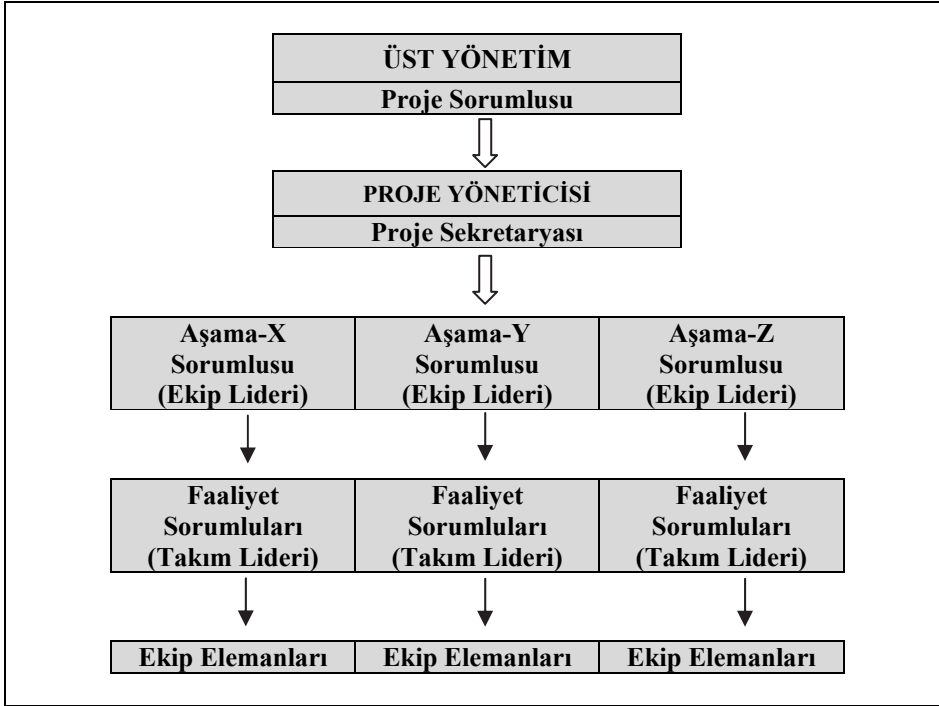 ÜST YÖNETİM
Proje Sorumlusu
PROJE YÖNETİCİSİ
Proje Sekretaryası
Aşama-X
Sorumlusu
(Ekip Lideri)
Aşama-Y
Sorumlusu
(Ekip Lideri)
Aşama-Z
Sorumlusu
(Ekip Lideri)
Faaliyet
Sorumluları
(Takım Lideri)
Faaliyet
Sorumluları
(Takım Lideri)
Faaliyet
Sorumluları
(Takım Lideri)
Ekip Elemanları
Ekip Elemanları
Ekip Elemanları